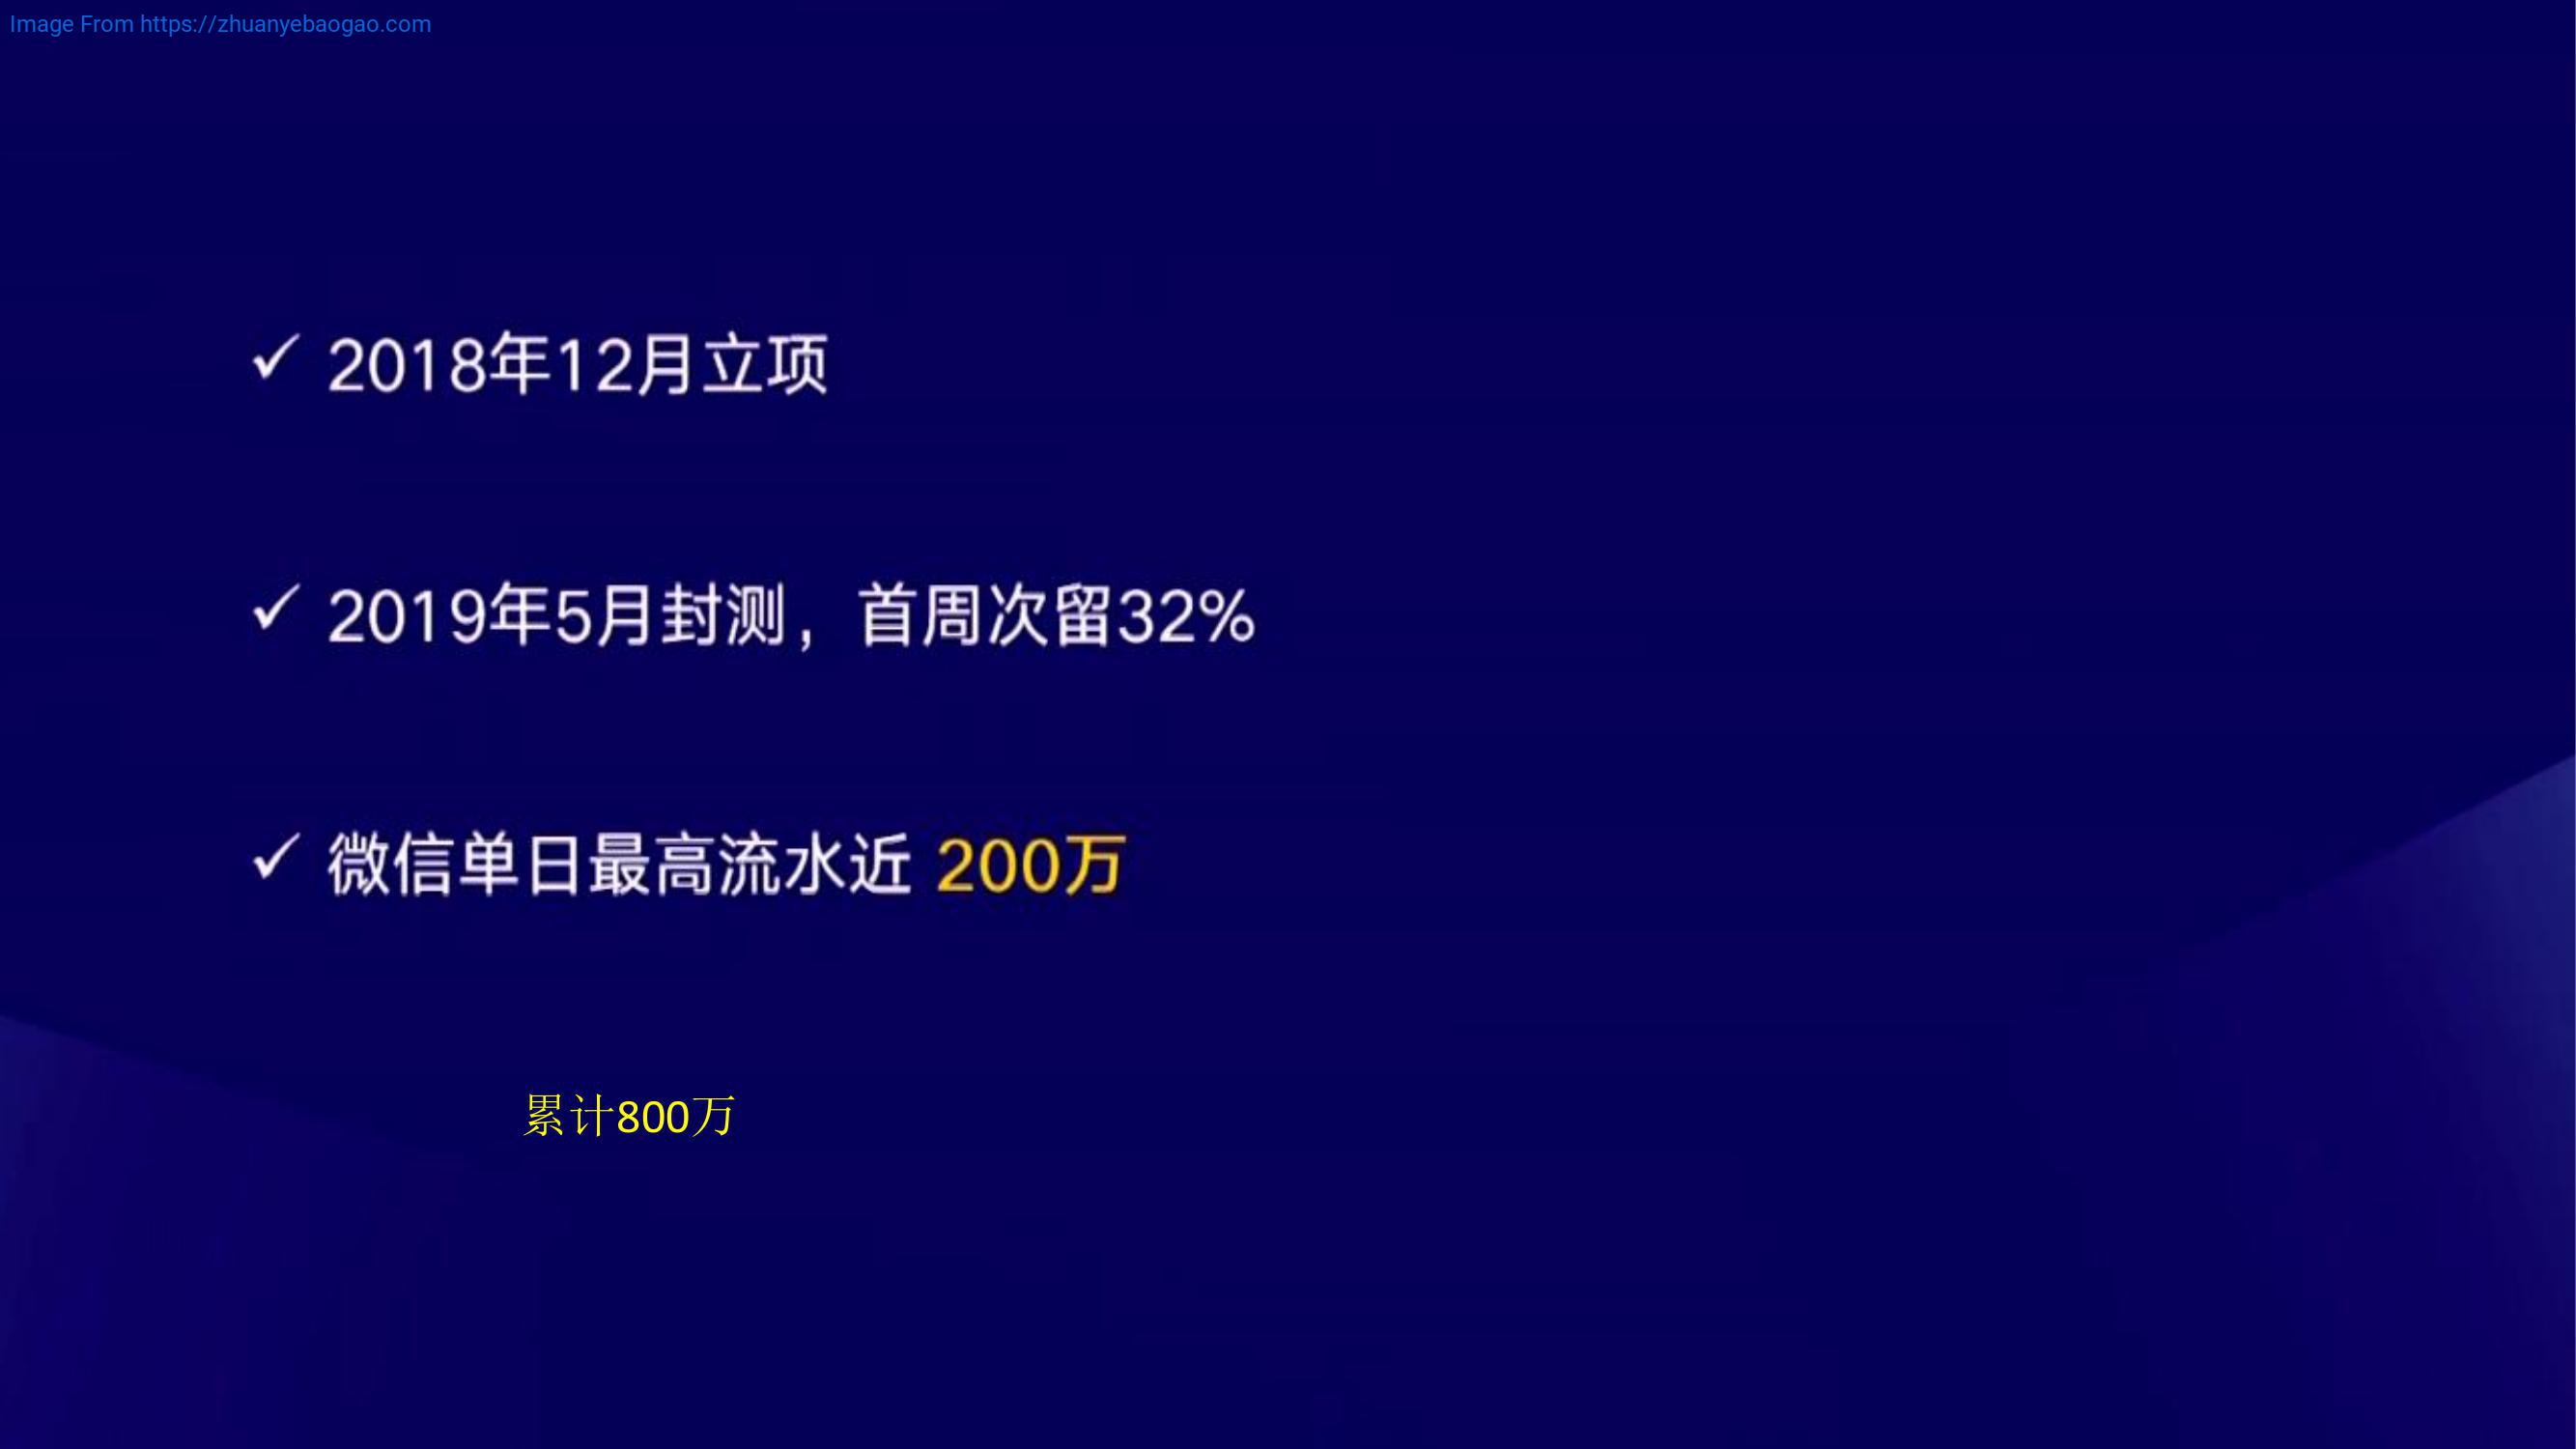 Image From https://zhuanyebaogao.com
✓ 2018年12月立项
✓ 2019年5月封测，首周次留32%
✓ 微信单日最高流水近 200万
累计800万